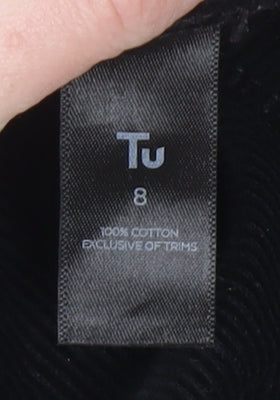 Tu
8
100% COTTON
EXCLUSIVE OF TRIMS